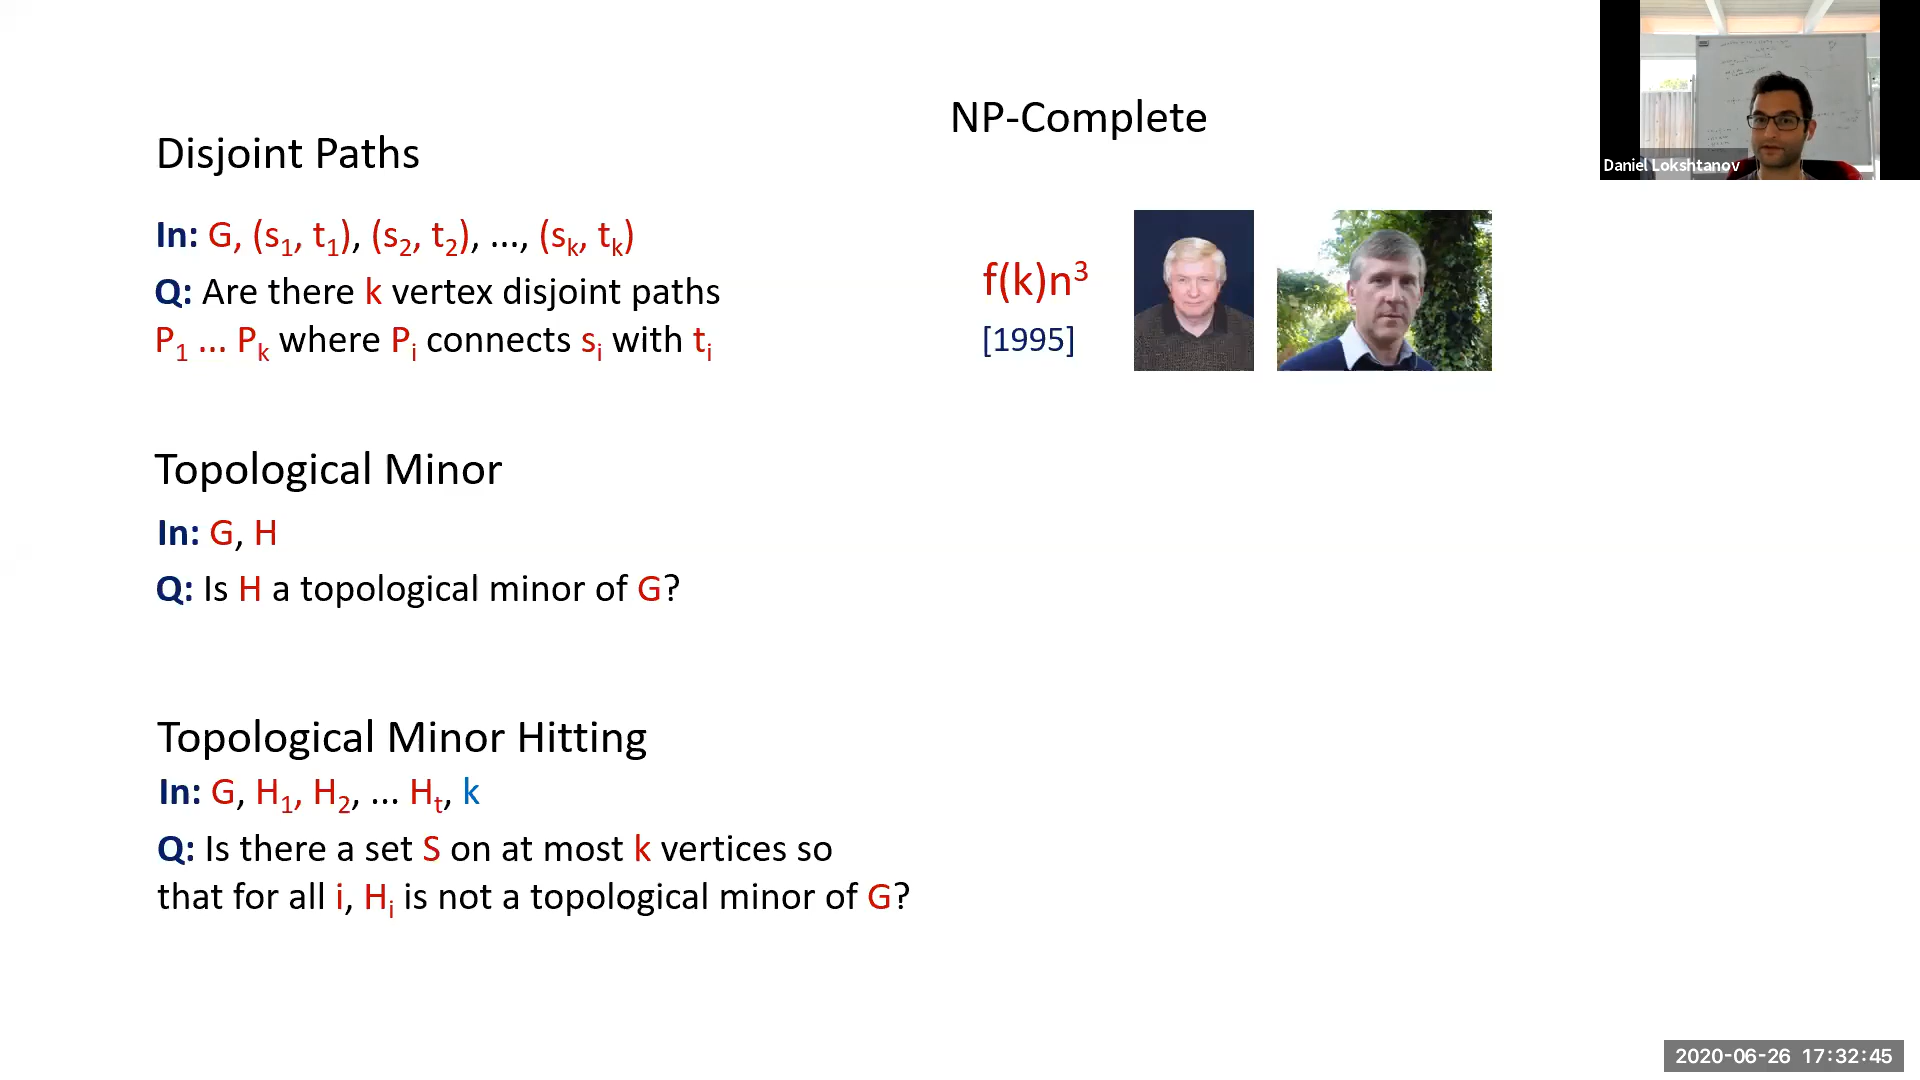 NP-Complete
Disjoint Paths
In: G, (s1, t1), (s2, t2), ..., (sk, tk)
Q: Are there k vertex disjoint paths
P1 ... Pk where Pi connects si with ti
f(k)n³
[1995]
Topological Minor
In: G, H
Q: Is H a topological minor of G?
Topological Minor Hitting
In: G, H1, H2, ... Ht, k
Q: Is there a set S on at most k vertices so
that for all i, Hi is not a topological minor of G?
Daniel Lokshtanov
2020-06-26 17:32:45